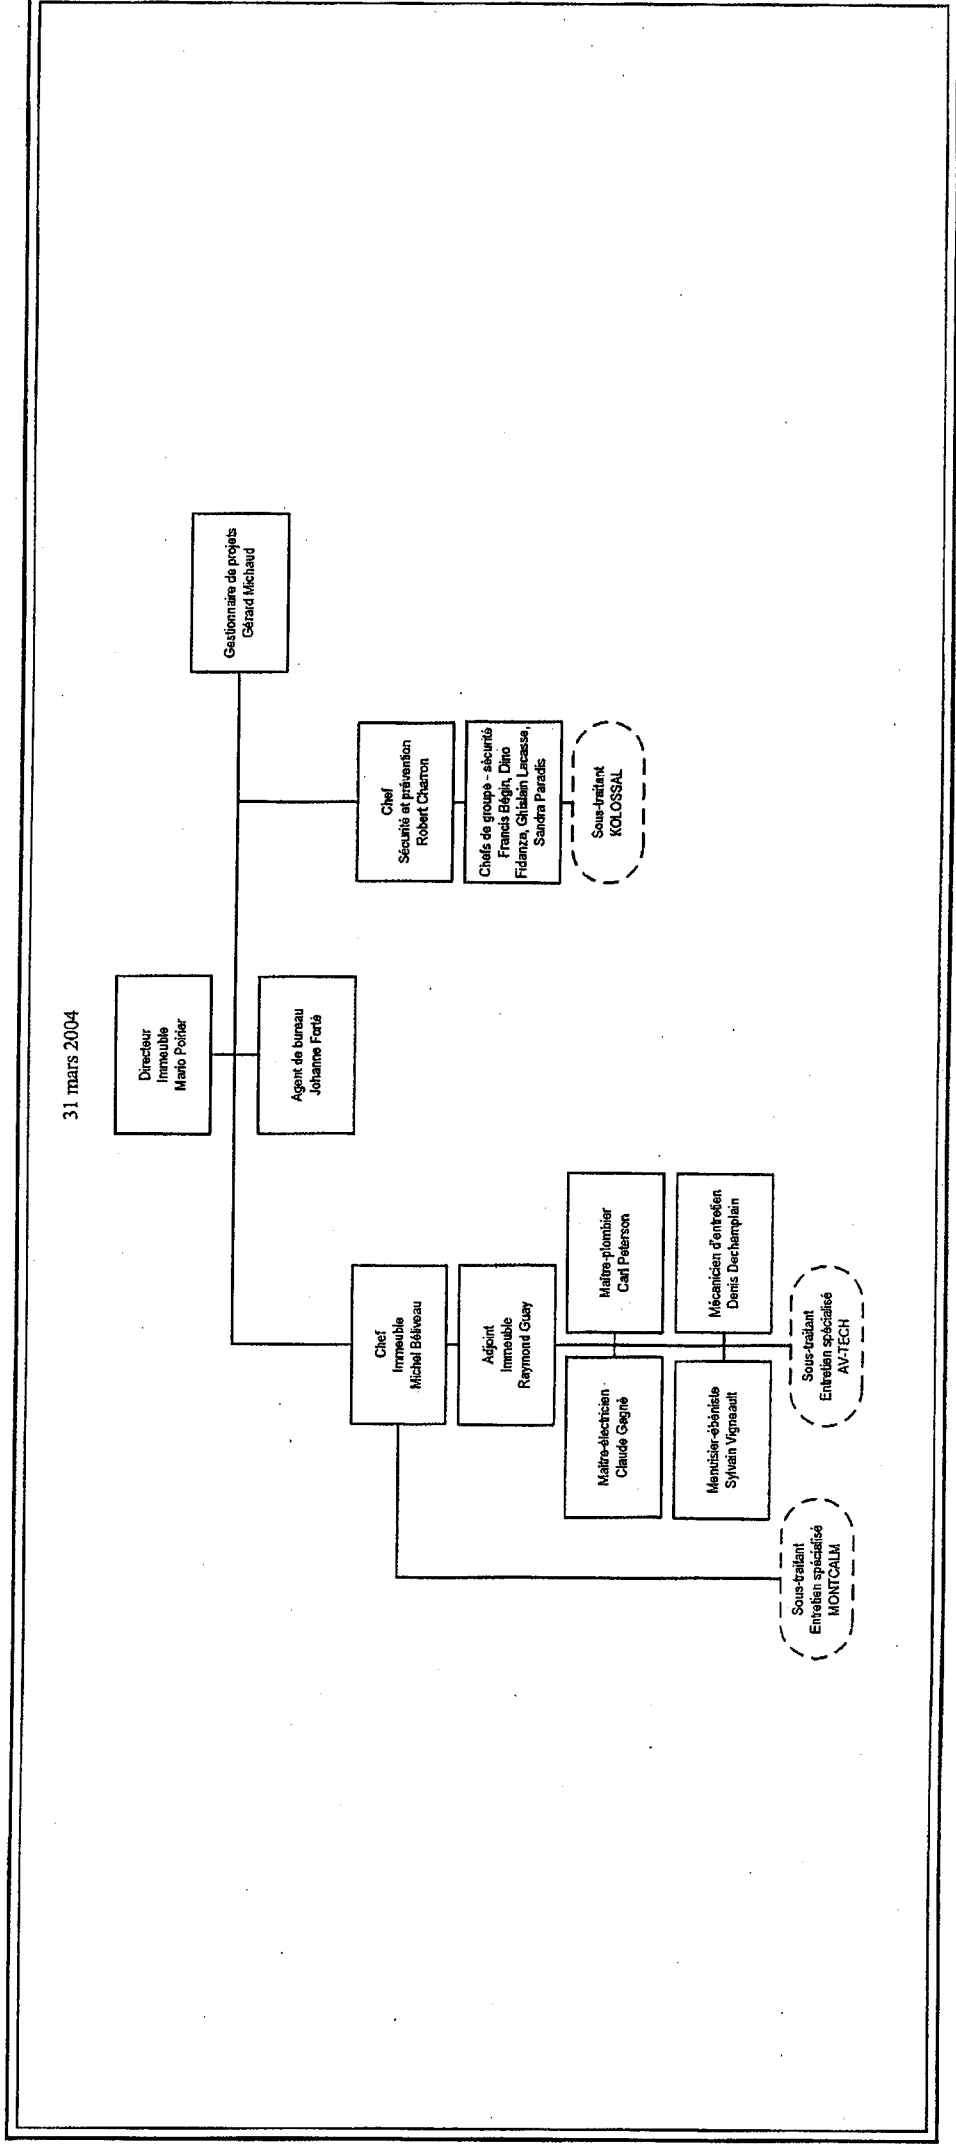 31 mars 2004
Directeur
Immeuble
Mario Poirier
Agent de bureau
Johanne Forté
Gestionnaire de projets
Gérard Michaud
Chef
Immeuble
Michel Béliveau
Adjoint
Immeuble
Raymond Guay
Maître-électricien
Claude Gagné
Maître-plombier
Carl Peterson
Menuisier-ébéniste
Sylvain Vigneault
Mécanicien d'entretien
Denis Dechamplain
Sous-traitant
Entretien spécialisé
MONTCALM
Sous-traitant
Entretien spécialisé
AV-TECH
Chef
Sécurité et prévention
Robert Charron
Chefs de groupe - sécurité
Francis Bégin, Dino
Fidanza, Ghislain Lacasse,
Sandra Paradis
Sous-traitant
KOLOSSAL